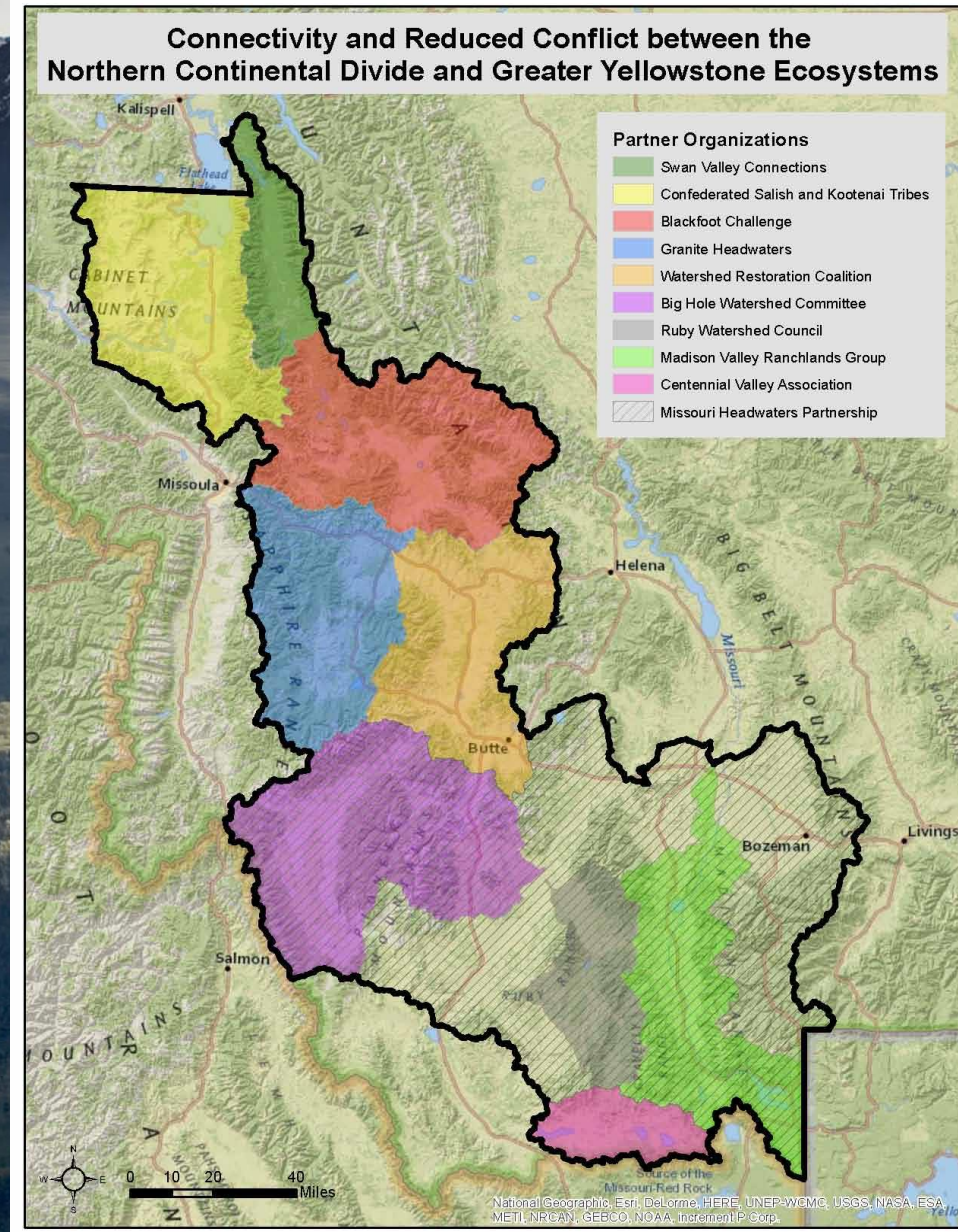 Connectivity and Reduced Conflict between the
Northern Continental Divide and Greater Yellowstone Ecosystems
Kalispell
Flathead
Lake
Partner Organizations
Swan Valley Connections
Confederated Salish and Kootenai Tribes
Blackfoot Challenge
Granite Headwaters
Watershed Restoration Coalition
Big Hole Watershed Committee
Ruby Watershed Council
Madison Valley Ranchlands Group
Centennial Valley Association
Missouri Headwaters Partnership
CABINET
MOUNTAINS
Missoula
Helena
BIG BELT MOUNTAINS
Missouri
Butte
Bozeman
Livings
Salmon
RUBY
MOUNTAINS
Source of the
Missouri-Red Rock
N
W
E
S
0 10 20 40
Miles
National Geographic, Esri, DeLorme, HERE, UNEP-WCMC, USGS, NASA, ESA,
METI, NRCAN, GEBCO, NOAA, Increment P Corp.